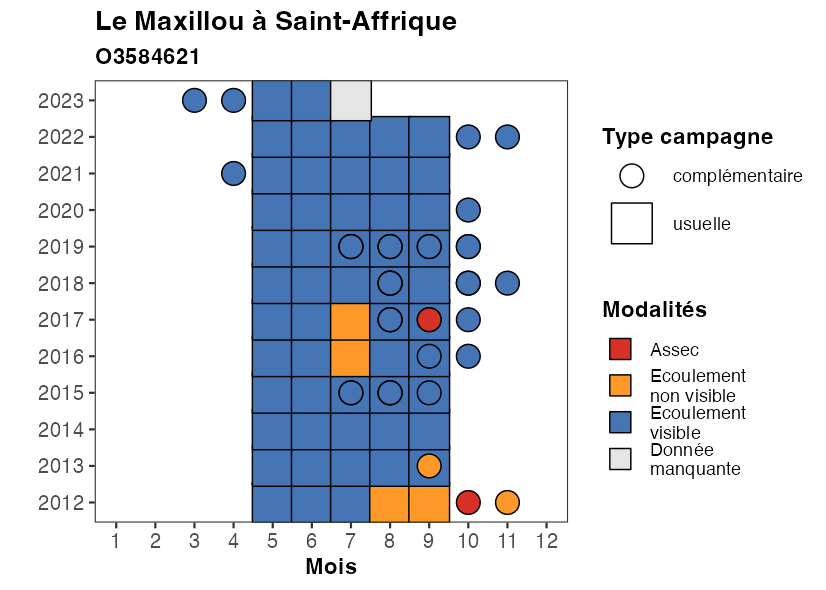 Le Maxillou à Saint-Affrique
O3584621
2023
2022
2021
2020
2019
2018
2017
2016
2015
2014
2013
2012
1 2 3 4 5 6 7 8 9 10 11 12
Mois
Type campagne
complémentaire
usuelle
Modalités
Assec
Ecoulement
non visible
Ecoulement
visible
Donnée
manquante